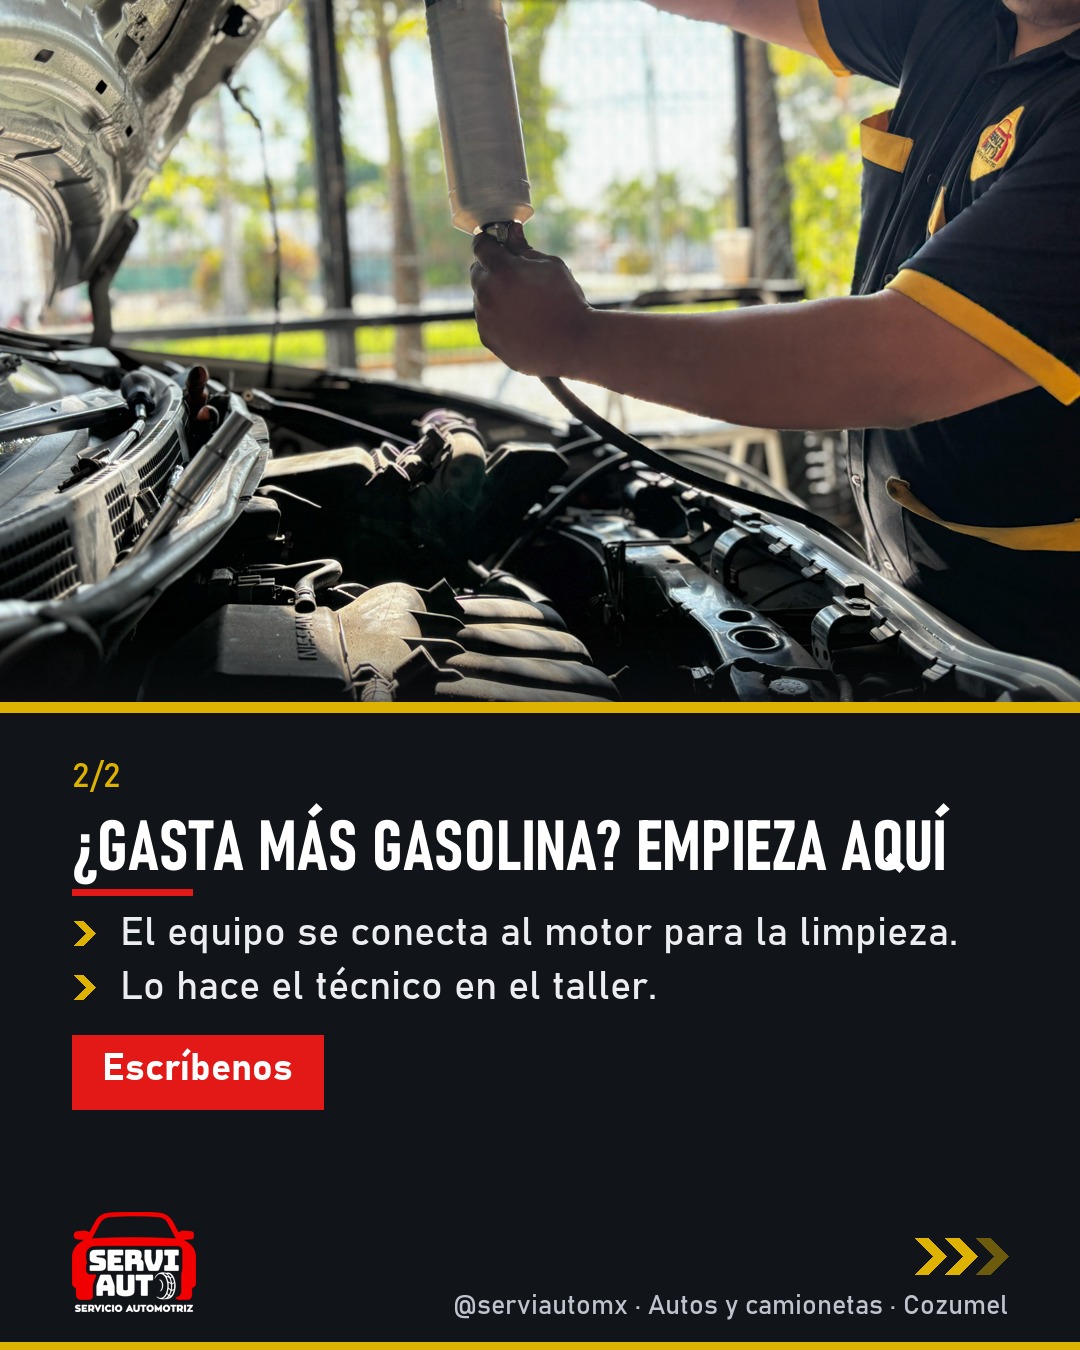 NISSAN
2/2
¿GASTA MÁS GASOLINA? EMPIEZA AQUÍ
El equipo se conecta al motor para la limpieza.
Lo hace el técnico en el taller.
Escríbenos
SERVI
AUTO
SERVICIO AUTOMOTRIZ
@serviautomx · Autos y camionetas · Cozumel